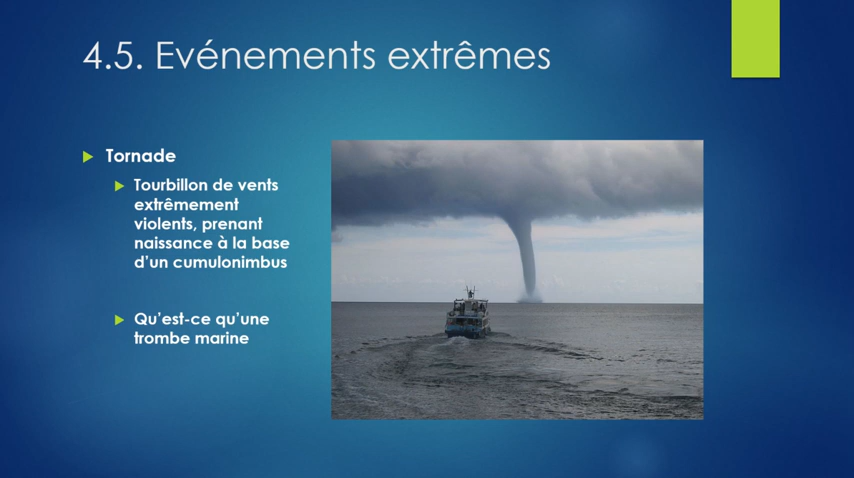 4.5. Evénements extrêmes
Tornade
Tourbillon de vents
extrêmement
violents, prenant
naissance à la base
d'un cumulonimbus
Qu'est-ce qu'une
trombe marine